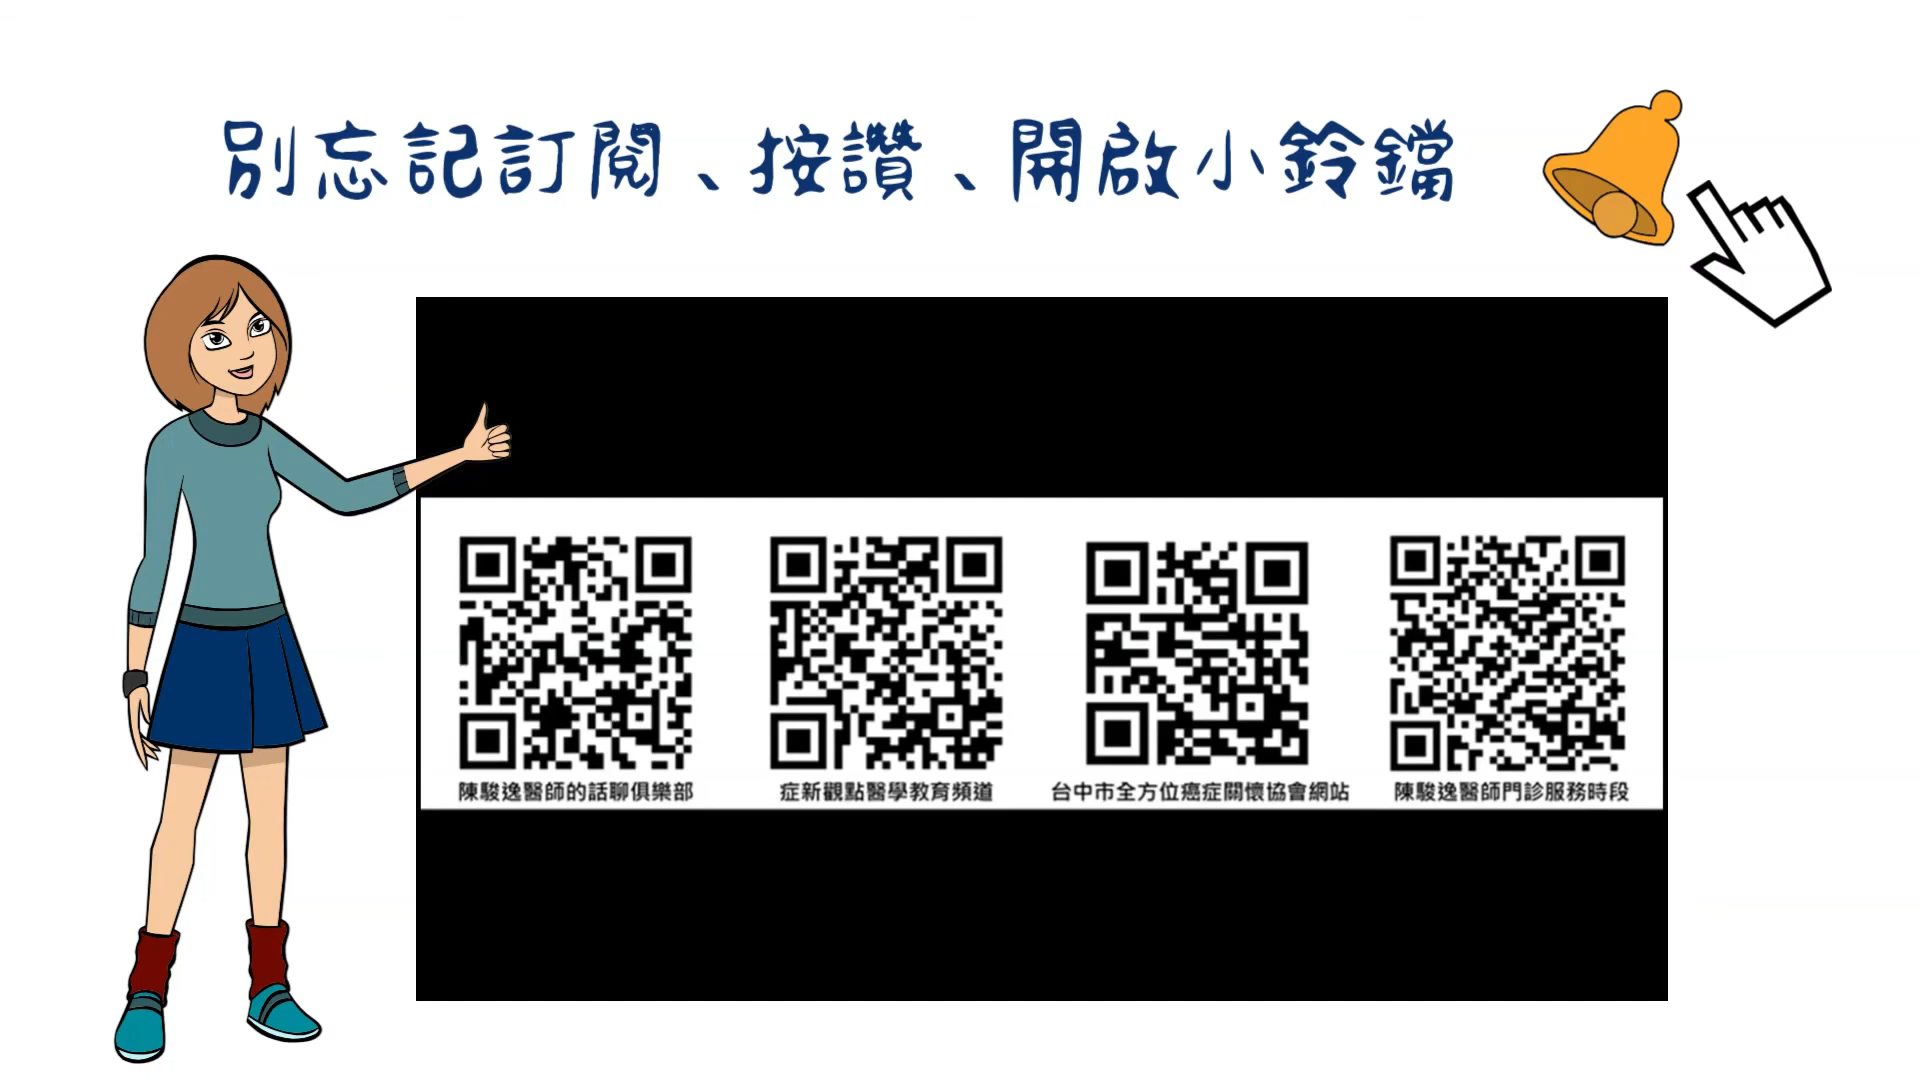 別忘記訂閱、按讚、開啟小鈴鐺
陳駿逸醫師的話聊俱樂部
症新觀點醫學教育頻道
台中市全方位癌症關懷協會網站
陳駿逸醫師門診服務時段